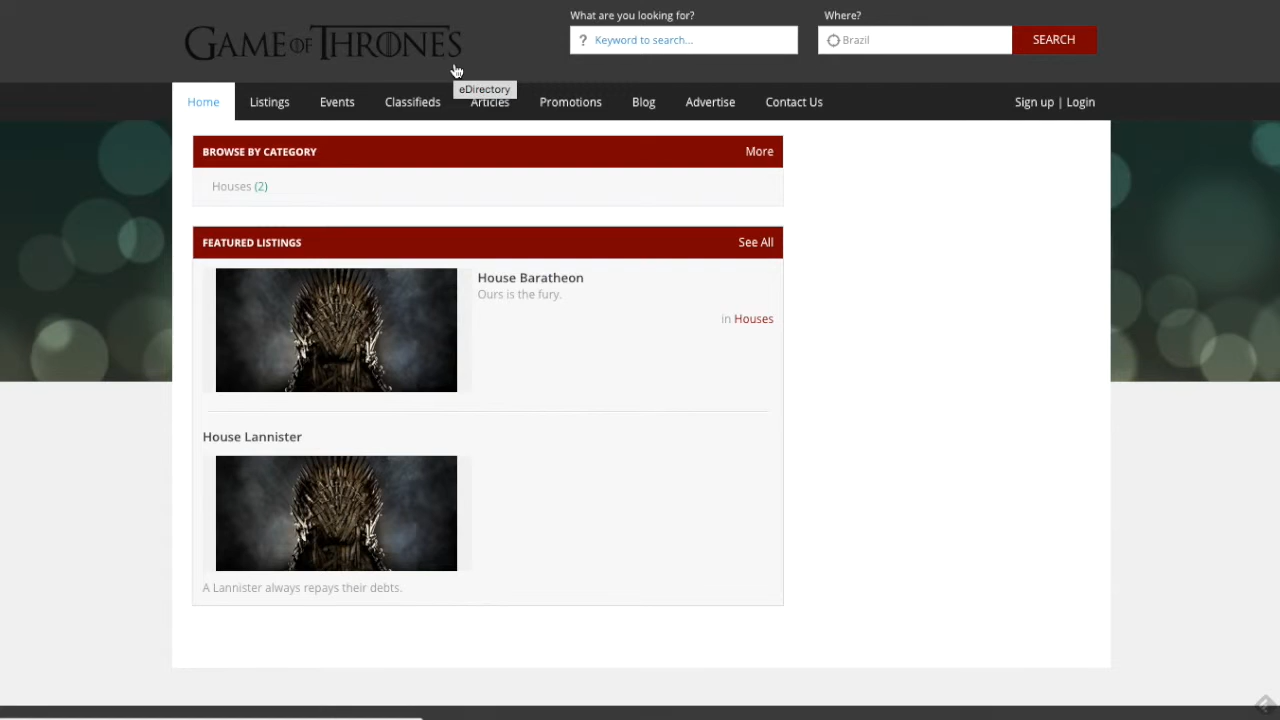 GAME OF THRONES
What are you looking for?
Where?
? Keyword to search...
Brazil
SEARCH
eDirectory
Home
Listings
Events
Classifieds
Articles
Promotions
Blog
Advertise
Contact Us
Sign up | Login
BROWSE BY CATEGORY
More
Houses (2)
FEATURED LISTINGS
See All
House Baratheon
Ours is the fury.
in Houses
House Lannister
A Lannister always repays their debts.